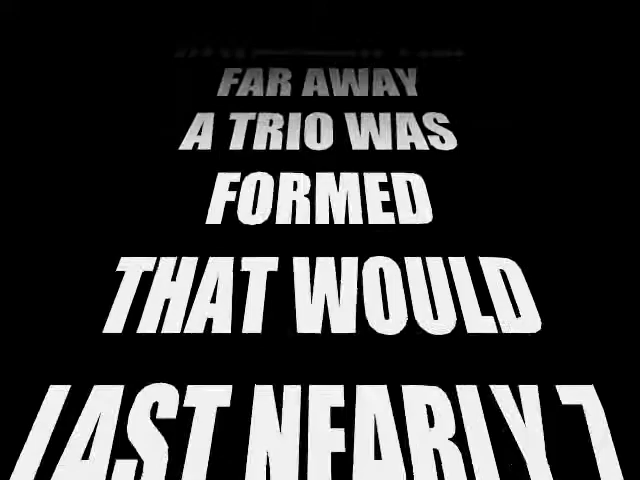 FAR AWAY
A TRIO WAS
FORMED
THAT WOULD
LAST NEARLY